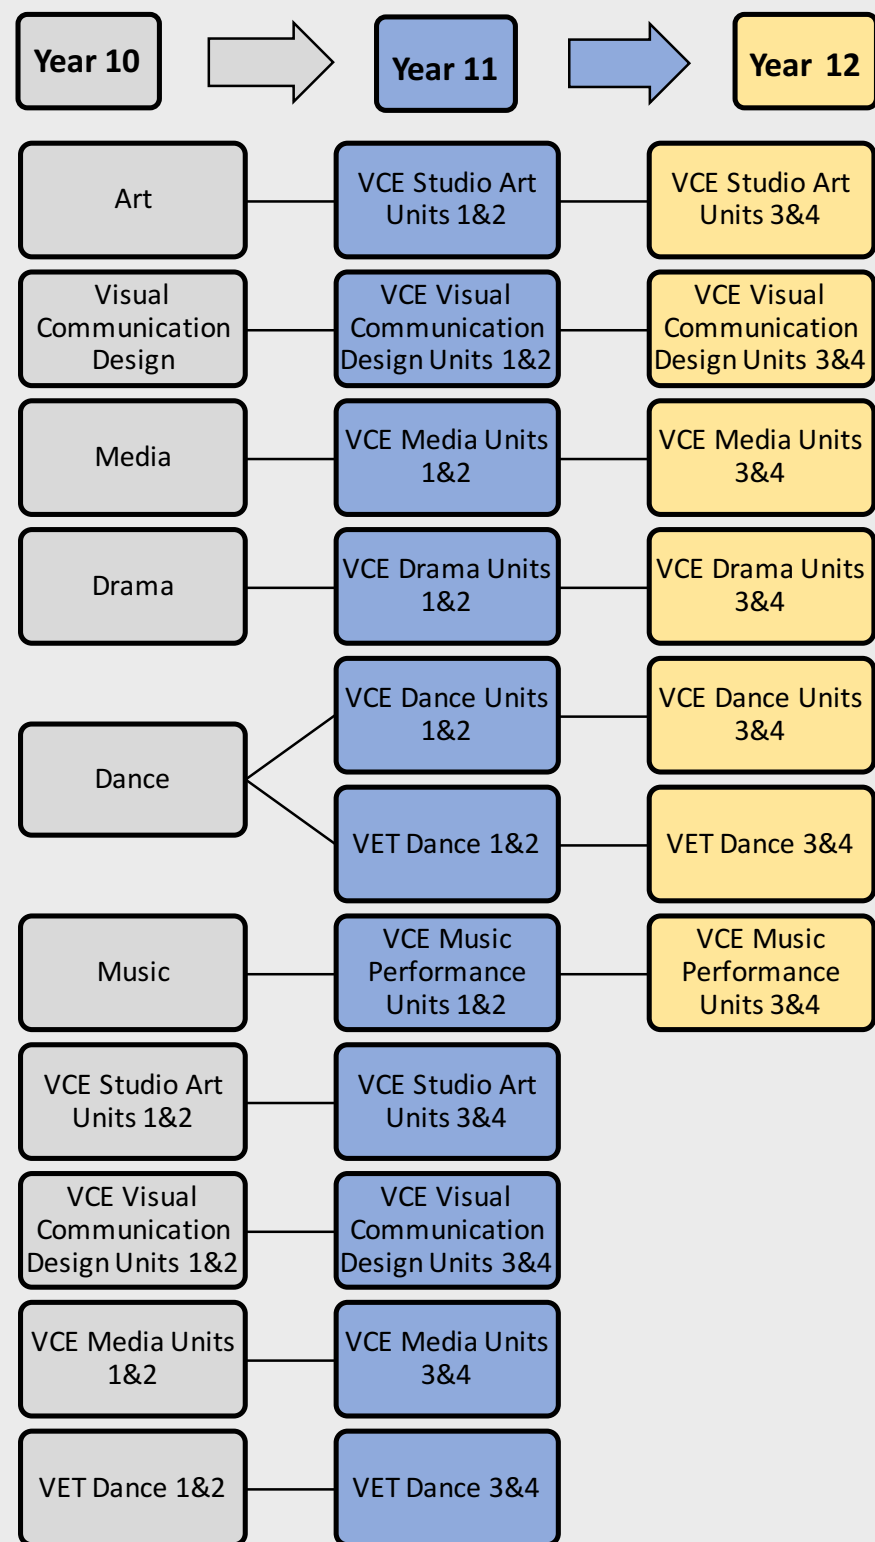 Year 10
Year 11
Year 12
Art
VCE Studio Art
Units 1&2
VCE Studio Art
Units 3&4
Visual
Communication
Design
VCE Visual
Communication
Design Units 1&2
VCE Visual
Communication
Design Units 3&4
Media
VCE Media Units
1&2
VCE Media Units
3&4
Drama
VCE Drama Units
1&2
VCE Drama Units
3&4
Dance
VCE Dance Units
1&2
VCE Dance Units
3&4
VET Dance 1&2
VET Dance 3&4
Music
VCE Music
Performance
Units 1&2
VCE Music
Performance
Units 3&4
VCE Studio Art
Units 1&2
VCE Studio Art
Units 3&4
VCE Visual
Communication
Design Units 1&2
VCE Visual
Communication
Design Units 3&4
VCE Media Units
1&2
VCE Media Units
3&4
VET Dance 1&2
VET Dance 3&4